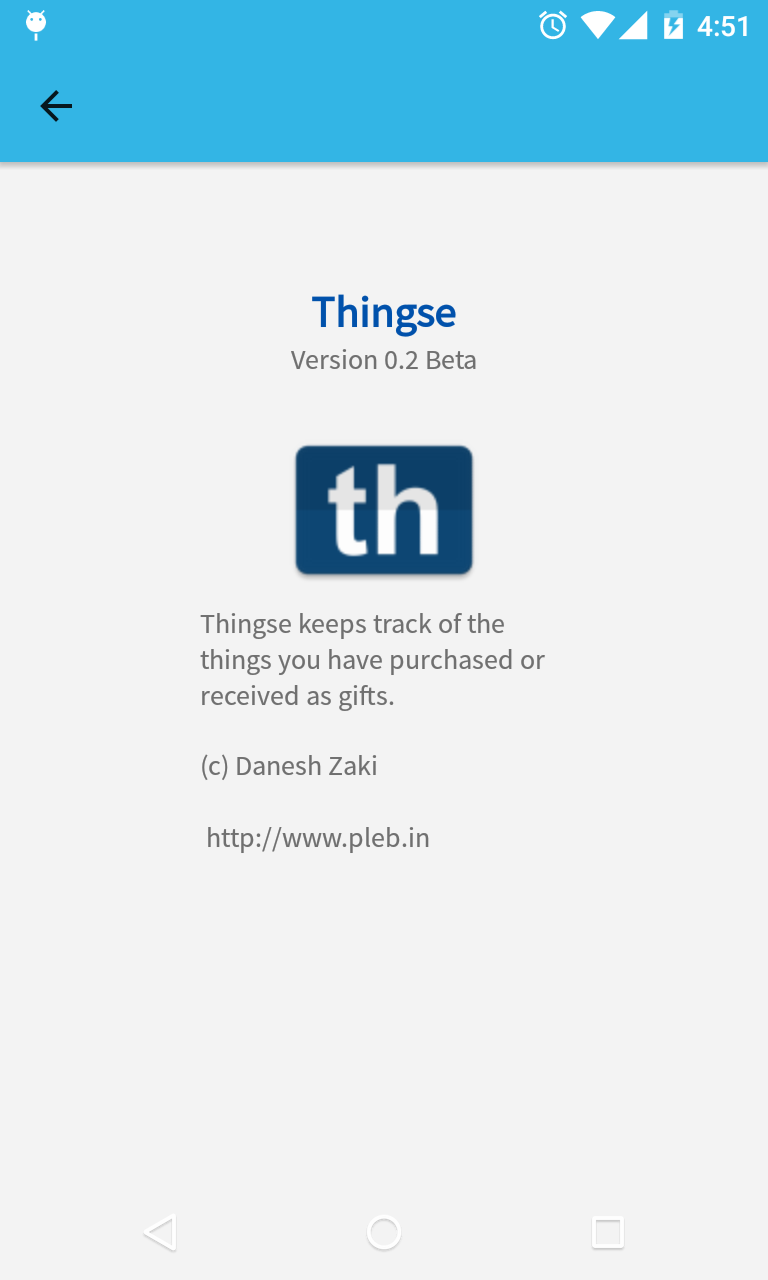 4:51
Thingse
Version 0.2 Beta
th
Thingse keeps track of the
things you have purchased or
received as gifts.
(c) Danesh Zaki
http://www.pleb.in